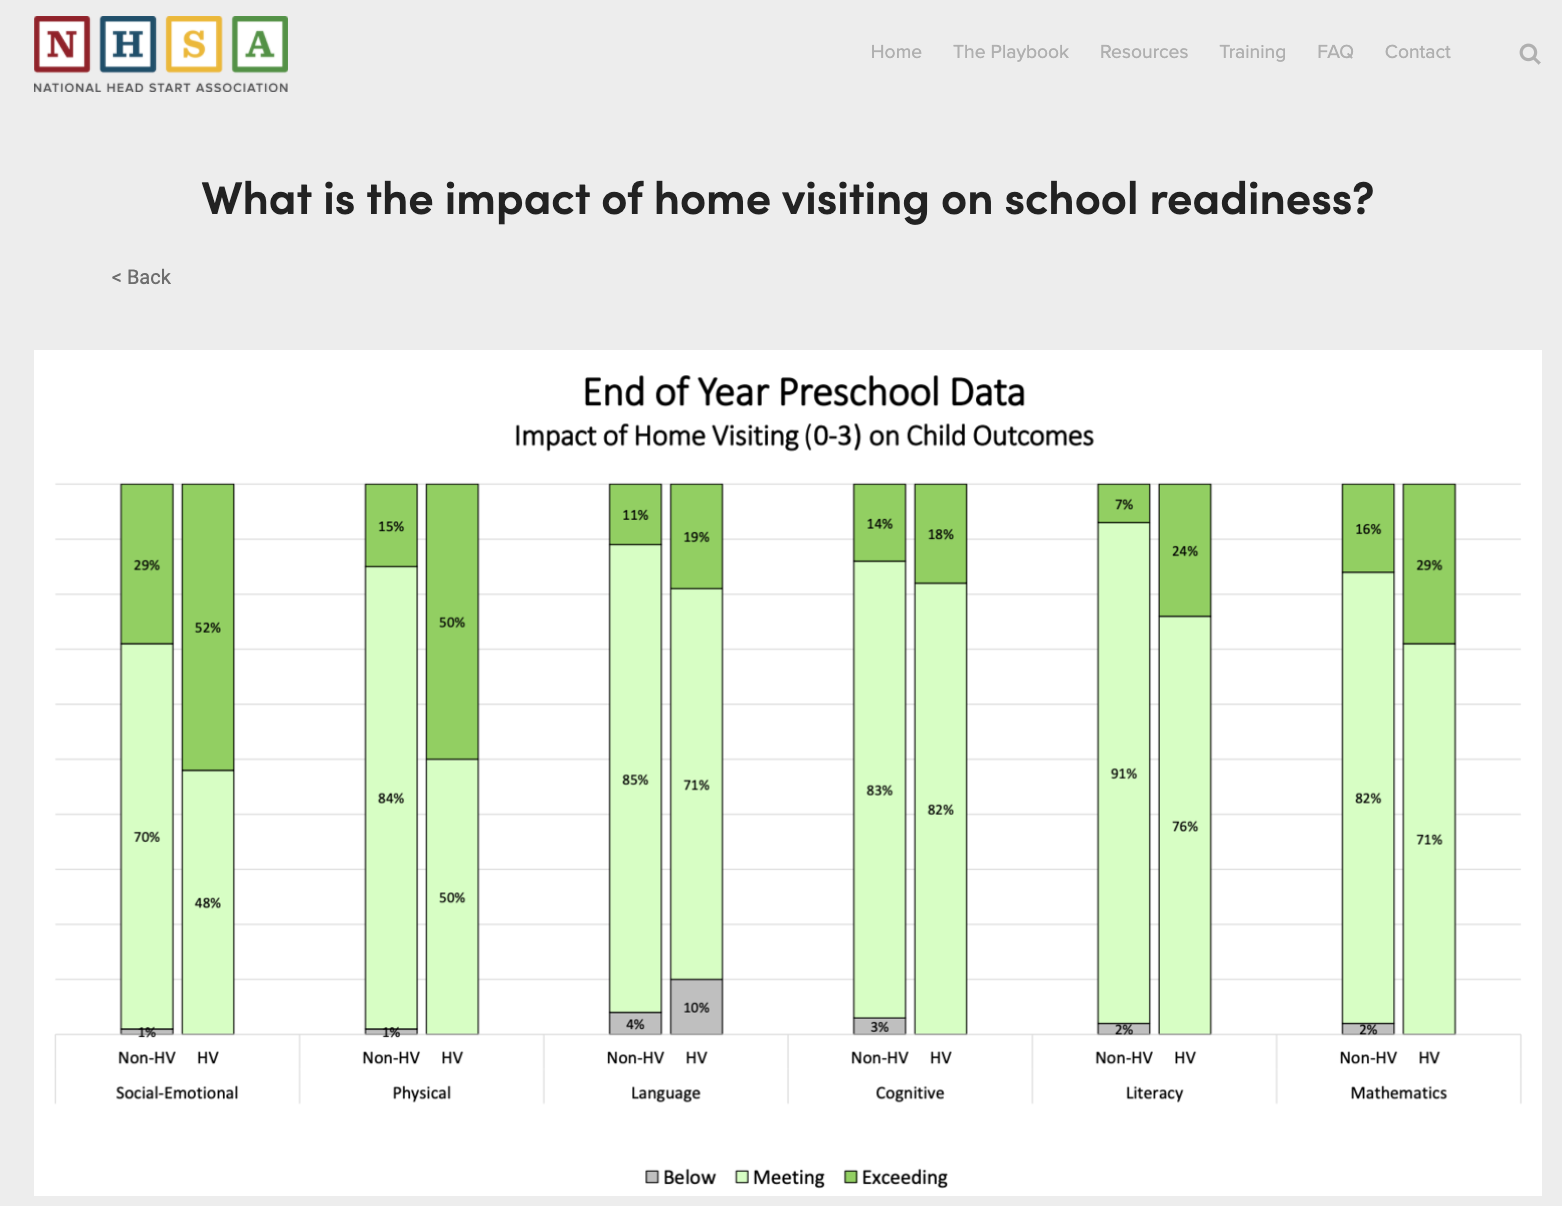 N H S A
NATIONAL HEAD START ASSOCIATION
Home The Playbook Resources Training FAQ Contact
What is the impact of home visiting on school readiness?
< Back
End of Year Preschool Data
Impact of Home Visiting (0-3) on Child Outcomes
29% 52% 15% 50% 11% 19% 14% 18% 7% 24% 16% 29%
70% 48% 84% 50% 85% 71% 83% 82% 91% 76% 82% 71%
1% 1% 4% 10% 3% 2% 2%
Non-HV HV Non-HV HV Non-HV HV Non-HV HV Non-HV HV Non-HV HV
Social-Emotional Physical Language Cognitive Literacy Mathematics
Below Meeting Exceeding